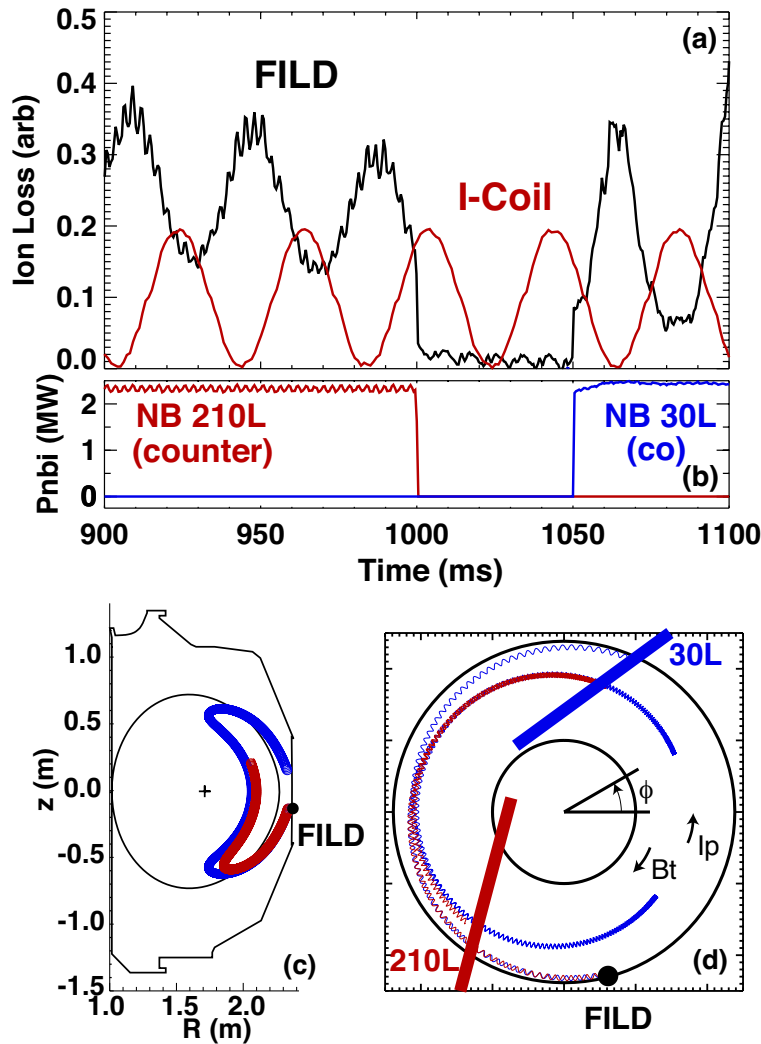 0.5
(a)
FILD
0.4
0.3
I-Coil
0.2
0.1
0.0
Ion Loss (arb)
2
NB 210L
(counter)
NB 30L
(co)
(b)
0
Pnbi (MW)
900 950 1000 1050 1100
Time (ms)
1.0
0.5
0.0
-0.5
-1.0
-1.5
z (m)
FILD
(c)
1.0 1.5 2.0
R (m)
30L
ϕ
Ip
Bt
210L
(d)
FILD